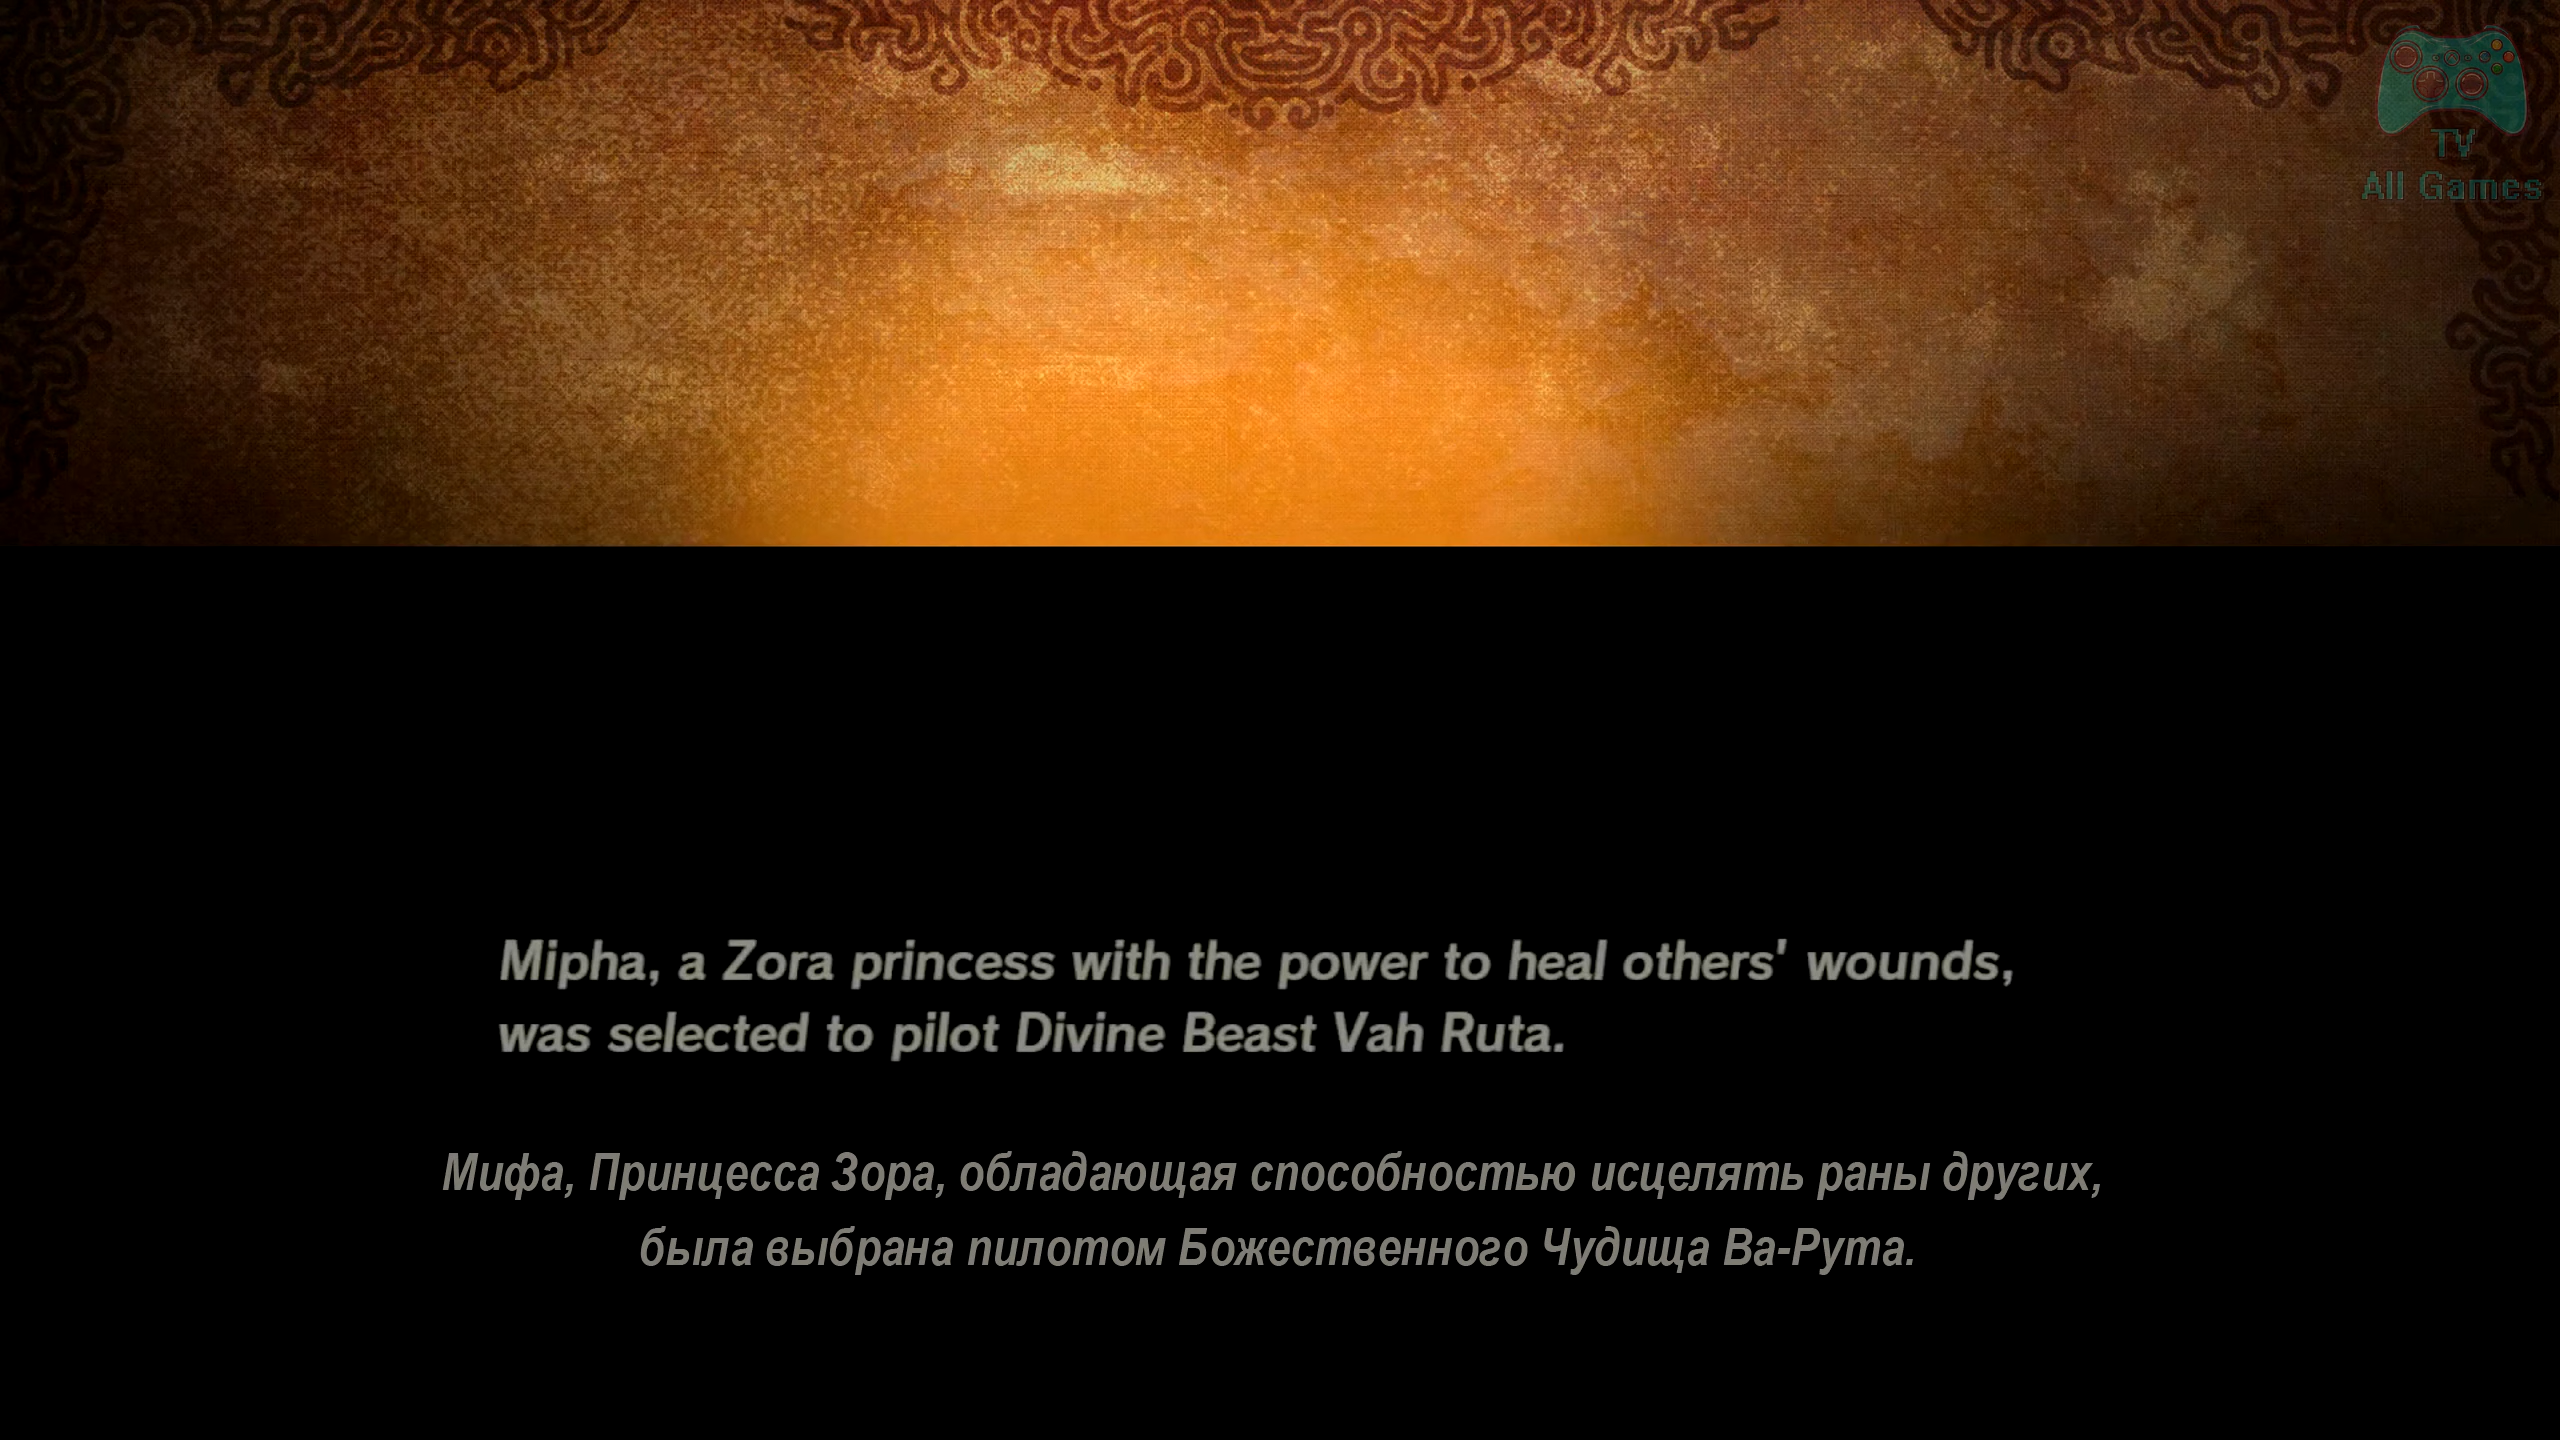 TV
All Games
Mipha, a Zora princess with the power to heal others' wounds,
was selected to pilot Divine Beast Vah Ruta.
Мифа, Принцесса Зора, обладающая способностью исцелять раны других,
была выбрана пилотом Божественного Чудища Ва-Рута.